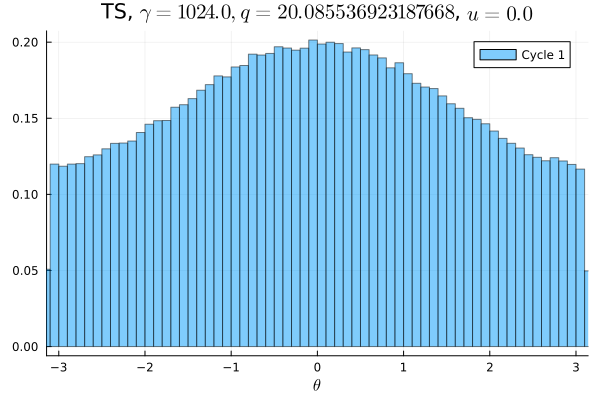 TS, γ = 1024.0, q = 20.085536923187668, u = 0.0
Cycle 1
0.20
0.15
0.10
0.05
0.00
−3 −2 −1 0 1 2 3
θ